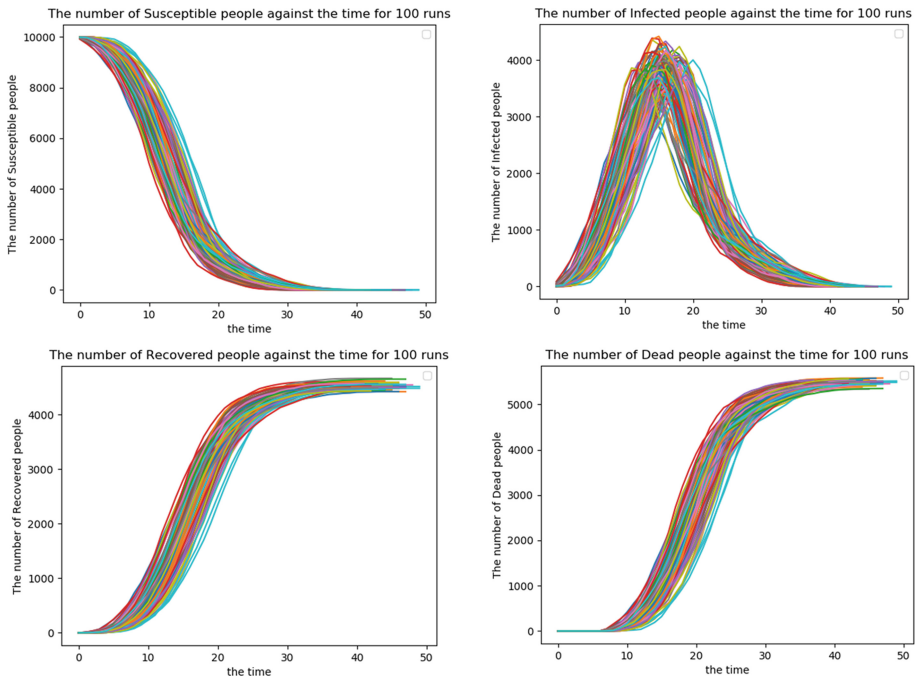 The number of Susceptible people against the time for 100 runs
10000
8000
6000
4000
2000
0
The number of Susceptible people
0 10 20 30 40 50
the time
The number of Infected people against the time for 100 runs
4000
3000
2000
1000
0
The number of Infected people
0 10 20 30 40 50
the time
The number of Recovered people against the time for 100 runs
4000
3000
2000
1000
0
The number of Recovered people
0 10 20 30 40 50
the time
The number of Dead people against the time for 100 runs
5000
4000
3000
2000
1000
0
The number of Dead people
0 10 20 30 40 50
the time